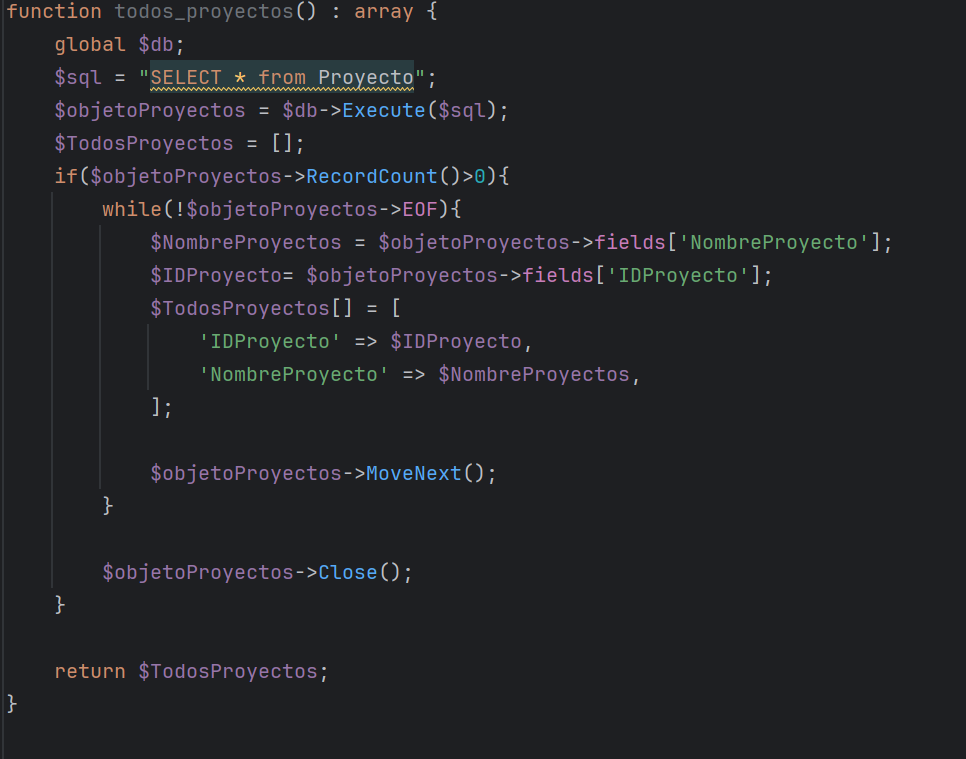 function todos_proyectos() : array {
    global $db;
    $sql = "SELECT * from Proyecto";
    $objetoProyectos = $db->Execute($sql);
    $TodosProyectos = [];
    if($objetoProyectos->RecordCount()>0){
        while(!$objetoProyectos->EOF){
            $NombreProyectos = $objetoProyectos->fields['NombreProyecto'];
            $IDProyecto= $objetoProyectos->fields['IDProyecto'];
            $TodosProyectos[] = [
                'IDProyecto' => $IDProyecto,
                'NombreProyecto' => $NombreProyectos,
            ];
            $objetoProyectos->MoveNext();
        }
        $objetoProyectos->Close();
    }
    return $TodosProyectos;
}